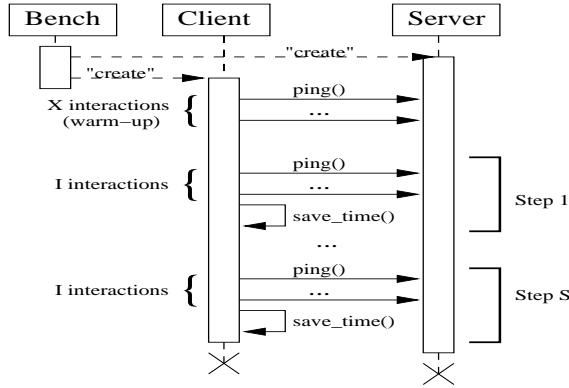 Bench
Client
Server
"create"
"create"
X interactions
(warm−up)
ping()
...
I interactions
ping()
...
save_time()
Step 1
...
I interactions
ping()
...
save_time()
Step S